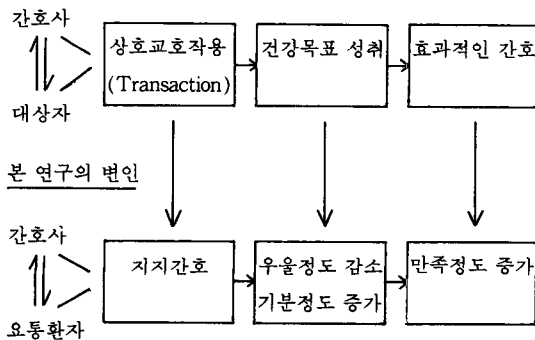 간호사
상호교호작용
(Transaction)
건강목표 성취
효과적인 간호
대상자
본 연구의 변인
간호사
지지간호
우울정도 감소
기분정도 증가
만족정도 증가
요통환자